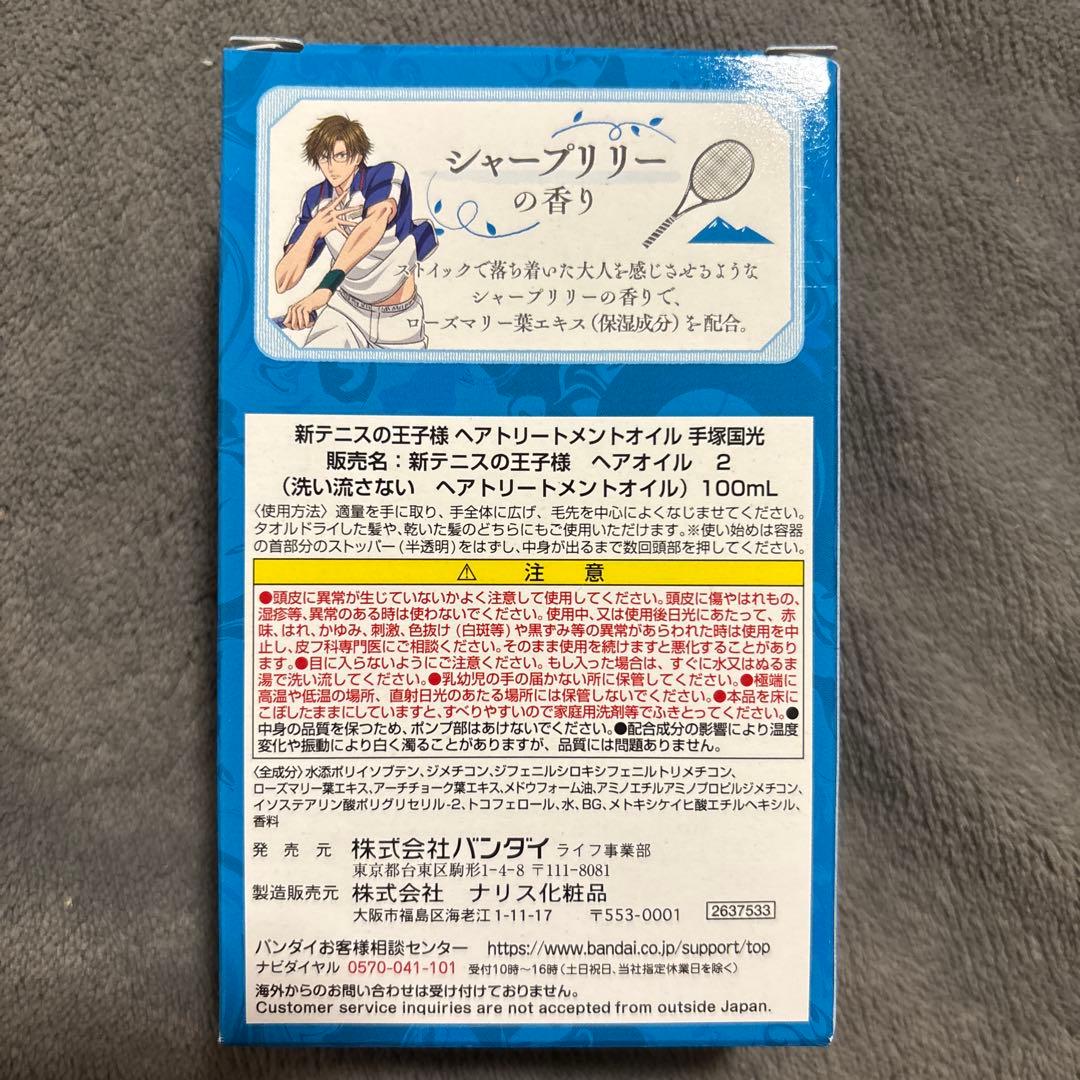 シャープリリー
の香り
ストイックで落ち着いた大人を感じさせるような
シャープリリーの香りで、
ローズマリー葉エキス(保湿成分)を配合。
新テニスの王子様 ヘアトリートメントオイル 手塚国光
販売名:新テニスの王子様 ヘアオイル 2
(洗い流さない ヘアトリートメントオイル) 100mL
〈使用方法〉適量を手に取り、手全体に広げ、毛先を中心によくなじませてください。
タオルドライした髪や、乾いた髪のどちらにもご使用いただけます。※使い始めは容器
の首部分のストッパー(半透明)をはずし、中身が出るまで数回頭部を押してください。
⚠ 注意
●頭皮に異常が生じていないかよく注意して使用してください。頭皮に傷やはれもの、
湿疹等、異常のある時は使わないでください。使用中、又は使用後日光にあたって、赤
味、はれ、かゆみ、刺激、色抜け(白斑等)や黒ずみ等の異常があらわれた時は使用を中
止し、皮フ科専門医にご相談ください。そのまま使用を続けますと悪化することがあり
ます。●目に入らないようにご注意ください。もし入った場合は、すぐに水又はぬるま
湯で洗い流してください。●乳幼児の手の届かない所に保管してください。●極端に
高温や低温の場所、直射日光のあたる場所には保管しないでください。●本品を床に
こぼしたままにしていますと、すべりやすいので家庭用洗剤等でふきとってください。●
中身の品質を保つため、ポンプ部はあけないでください。●配合成分の影響により温度
変化や振動により白く濁ることがありますが、品質には問題ありません。
〈全成分〉水添ポリイソブテン、ジメチコン、ジフェニルシロキシフェニルトリメチコン、
ローズマリー葉エキス、アーチチョーク葉エキス、メドウフォーム油、アミノエチルアミノプロピルジメチコン、
イソステアリン酸ポリグリセリル-2、トコフェロール、水、BG、メトキシケイヒ酸エチルヘキシル、
香料
発売元 株式会社バンダイ ライフ事業部
東京都台東区駒形1-4-8 〒111-8081
製造販売元 株式会社 ナリス化粧品
大阪市福島区海老江1-11-17 〒553-0001 2637533
バンダイお客様相談センター https://www.bandai.co.jp/support/top
ナビダイヤル 0570-041-101 受付10時～16時(土日祝日、当社指定休業日を除く)
海外からのお問い合わせは受け付けておりません。
Customer service inquiries are not accepted from outside Japan.